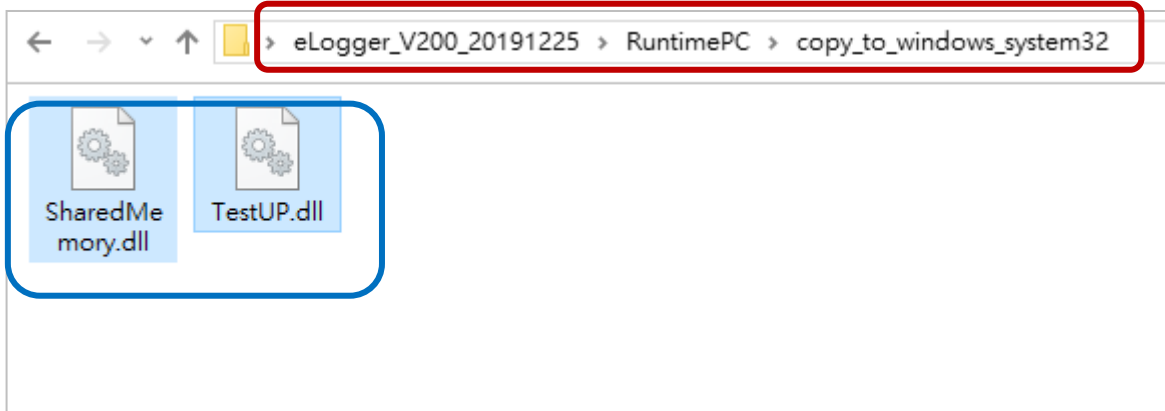 eLogger_V200_20191225 > RuntimePC > copy_to_windows_system32
SharedMe
mory.dll
TestUP.dll